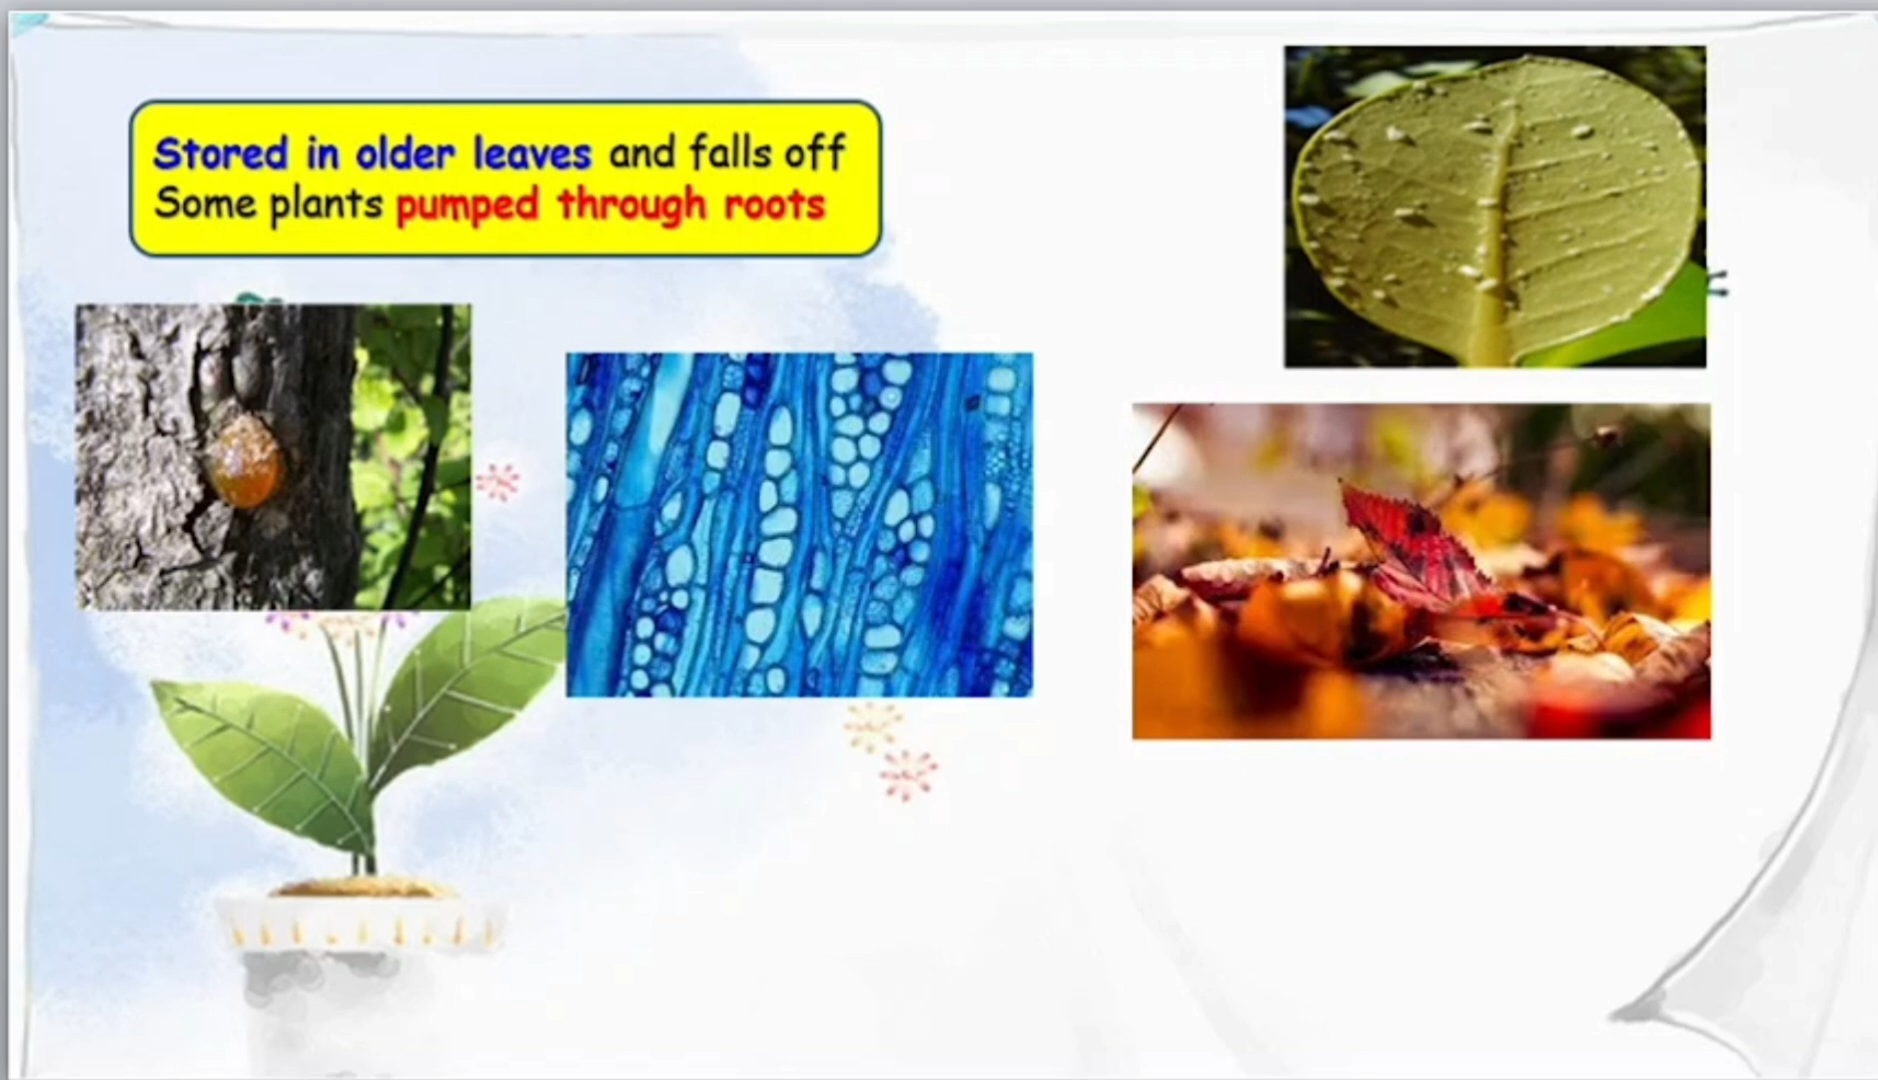 Stored in older leaves and falls off
Some plants pumped through roots